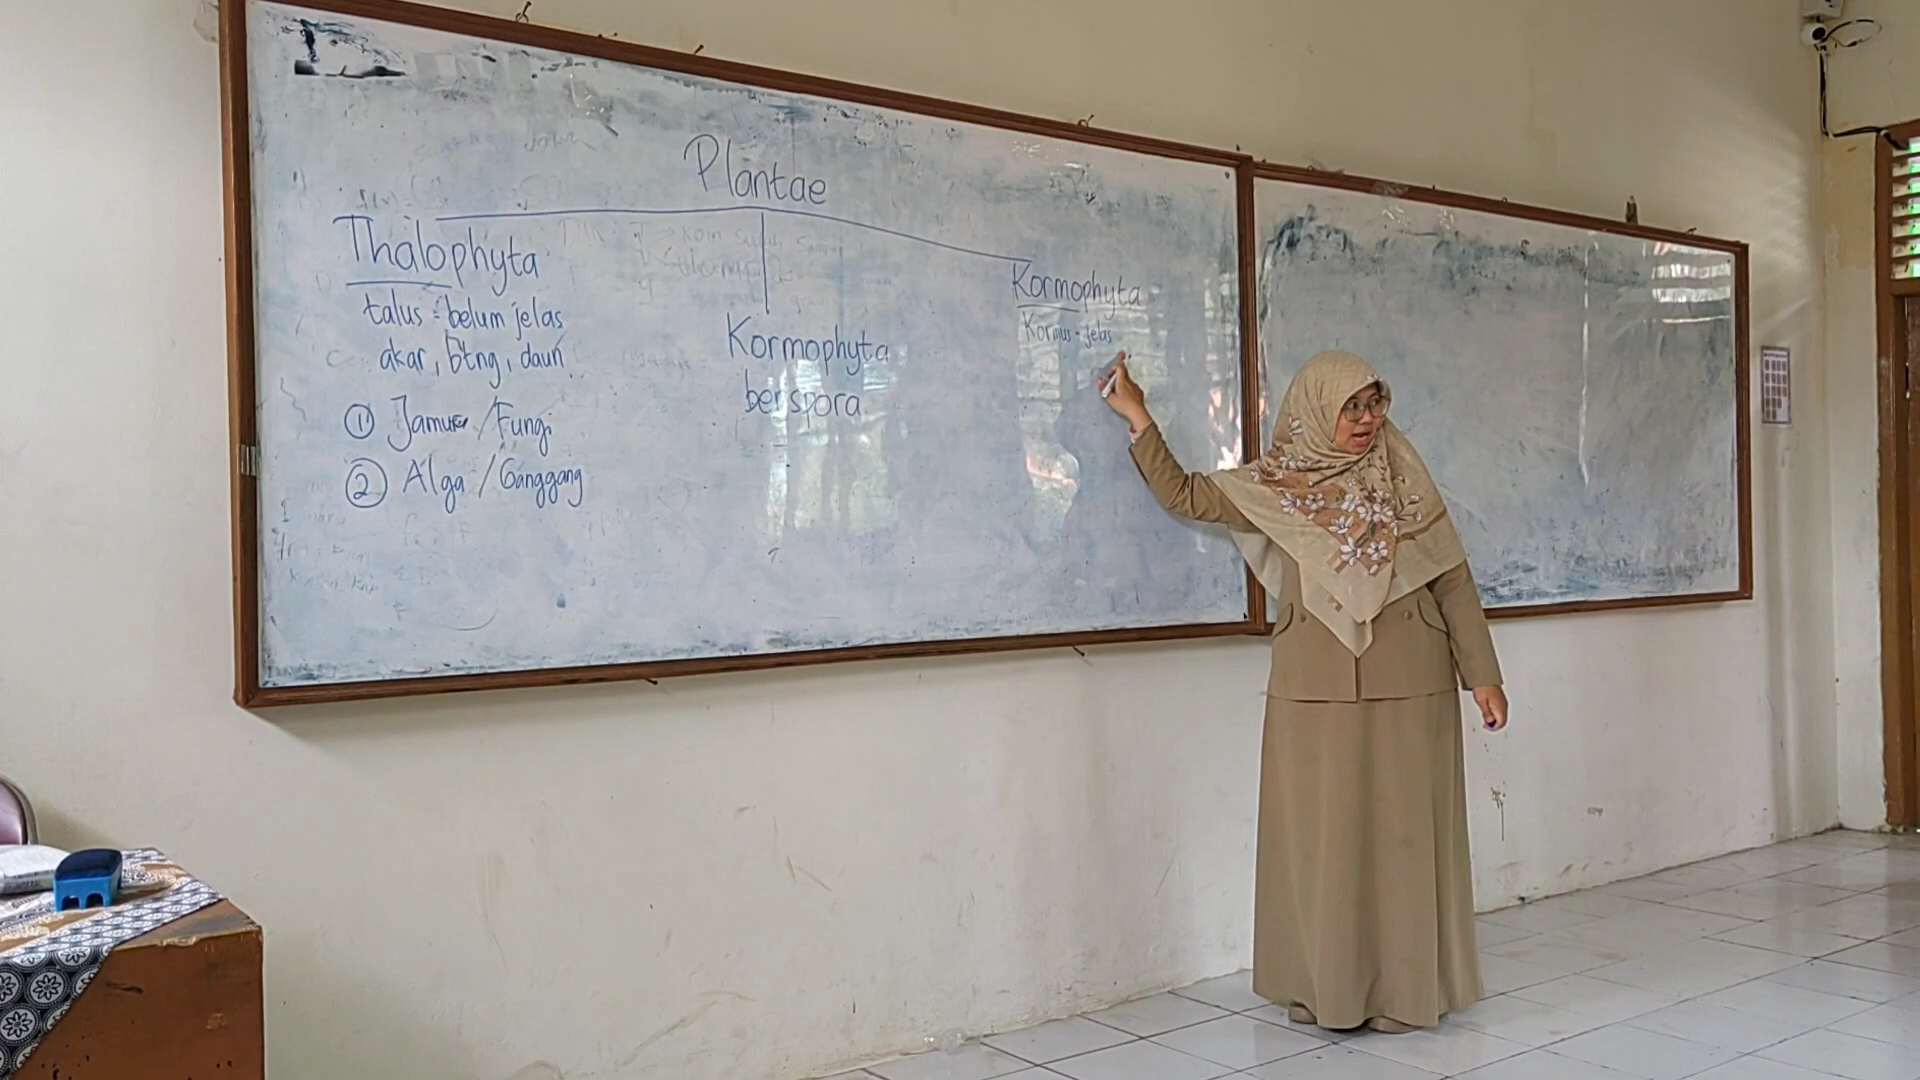 Plantae
Thalophyta
talus = belum jelas
akar, btng, daun
① Jamur / Fungi
② Alga / Ganggang
Kormophyta
berspora
Kormophyta
Kormus = jelas